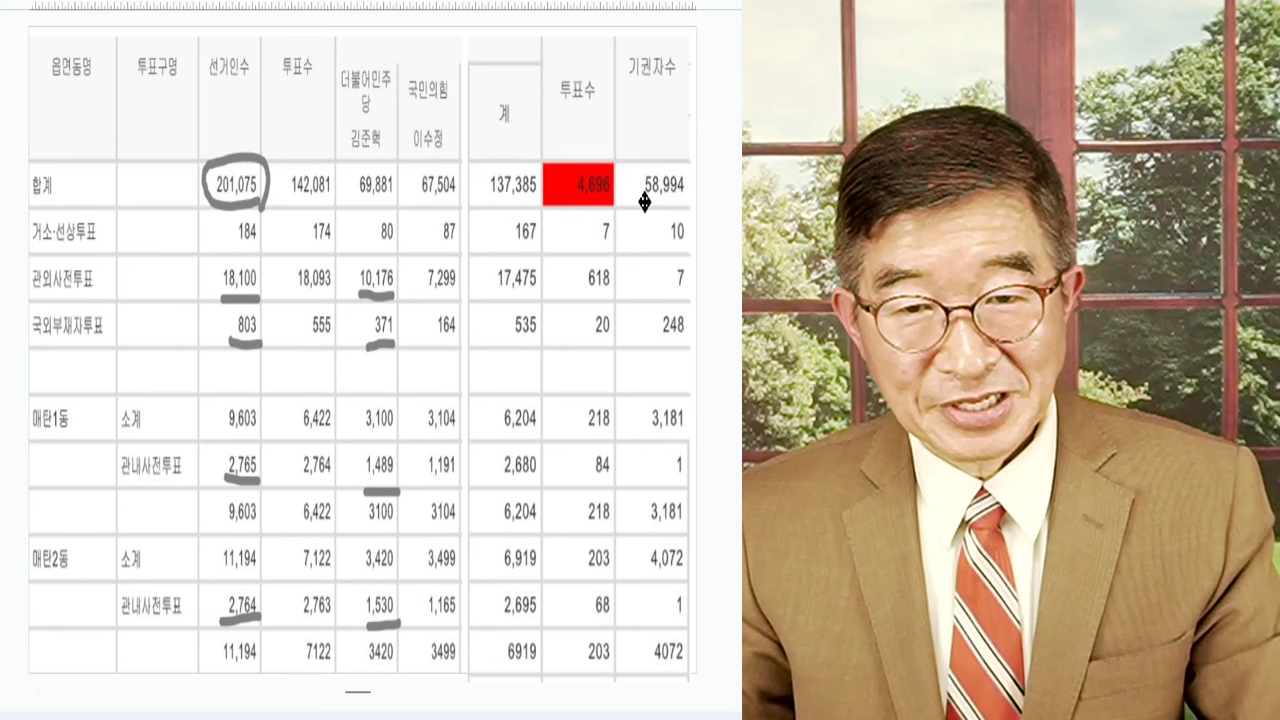 읍면동명 투표구명 선거인수 투표수 더불어민주당 김준혁 국민의힘 이수정 계 투표수 기권자수
합계 201,075 142,081 69,881 67,504 137,385 4,696 58,994
거소·선상투표 184 174 80 87 167 7 10
관외사전투표 18,100 18,093 10,176 7,299 17,475 618 7
국외부재자투표 803 555 371 164 535 20 248
매탄1동 소계 9,603 6,422 3,100 3,104 6,204 218 3,181
관내사전투표 2,765 2,764 1,489 1,191 2,680 84 1
9,603 6,422 3100 3104 6,204 218 3,181
매탄2동 소계 11,194 7,122 3,420 3,499 6,919 203 4,072
관내사전투표 2,764 2,763 1,530 1,165 2,695 68 1
11,194 7122 3420 3499 6919 203 4072